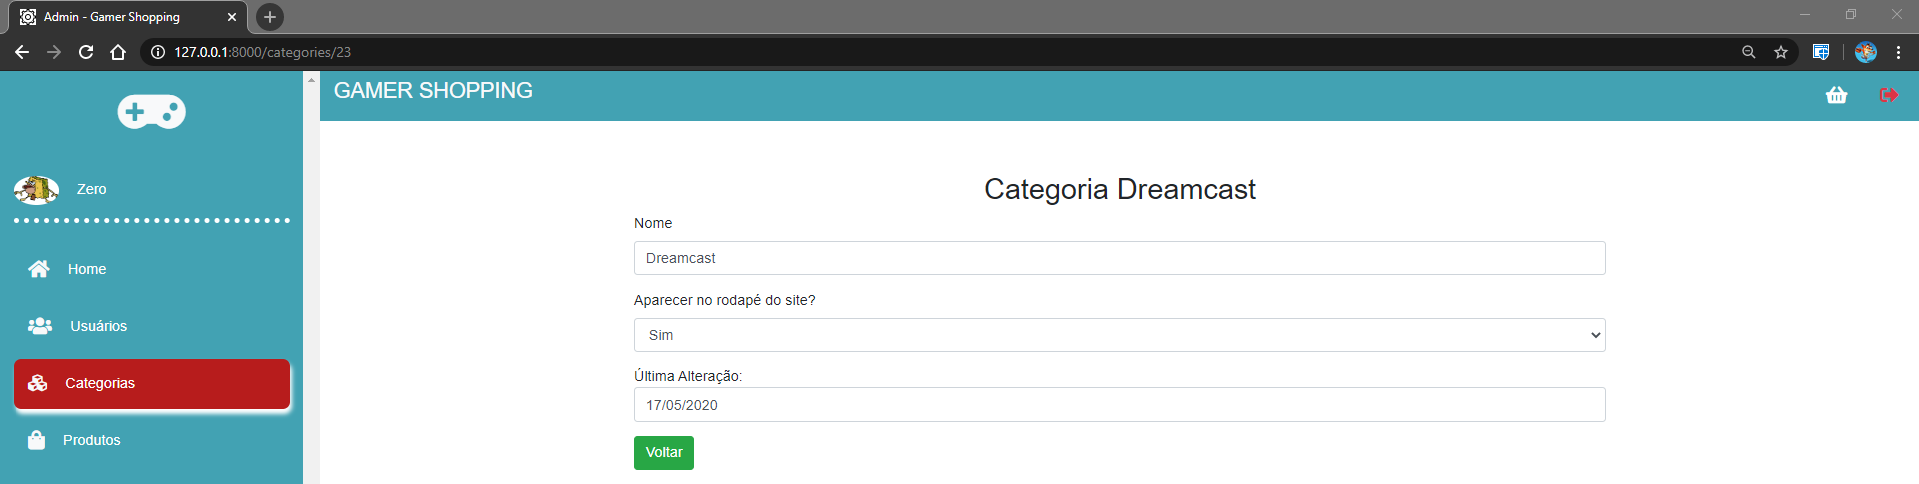 Admin - Gamer Shopping
127.0.0.1:8000/categories/23
GAMER SHOPPING
Zero
Home
Usuários
Categorias
Produtos
Categoria Dreamcast
Nome
Dreamcast
Aparecer no rodapé do site?
Sim
Última Alteração:
17/05/2020
Voltar